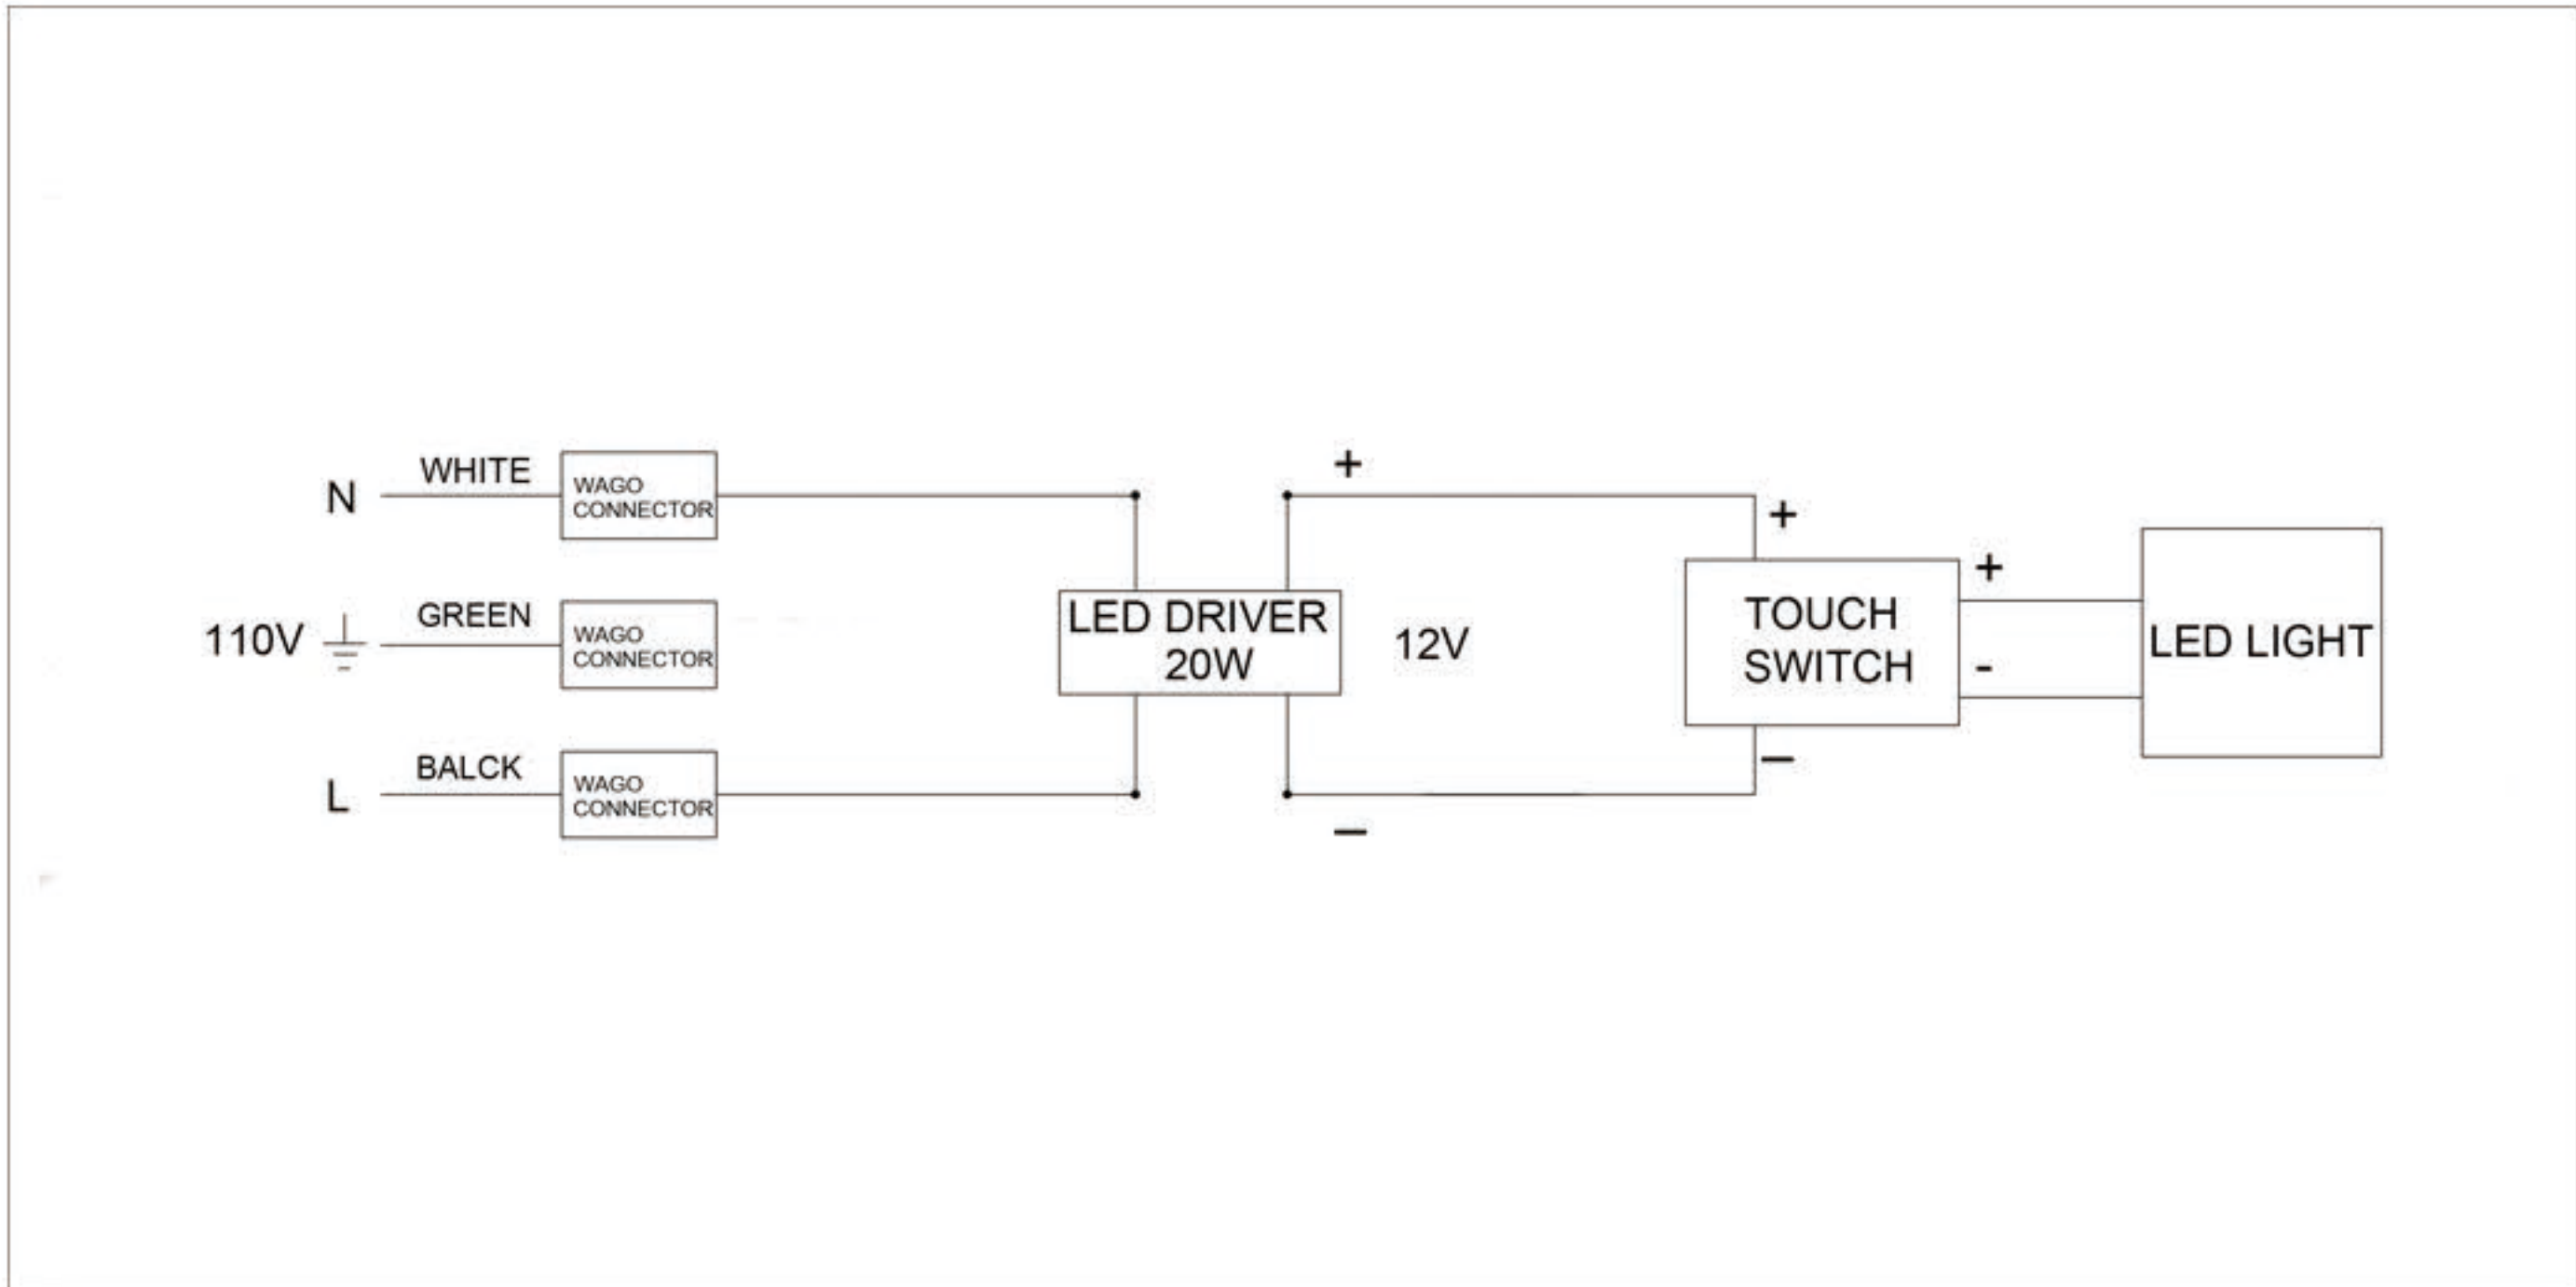 N
WHITE
WAGO
CONNECTOR
110V
GREEN
WAGO
CONNECTOR
L
BALCK
WAGO
CONNECTOR
LED DRIVER
20W
+
12V
−
+
TOUCH
SWITCH
−
+
-
LED LIGHT